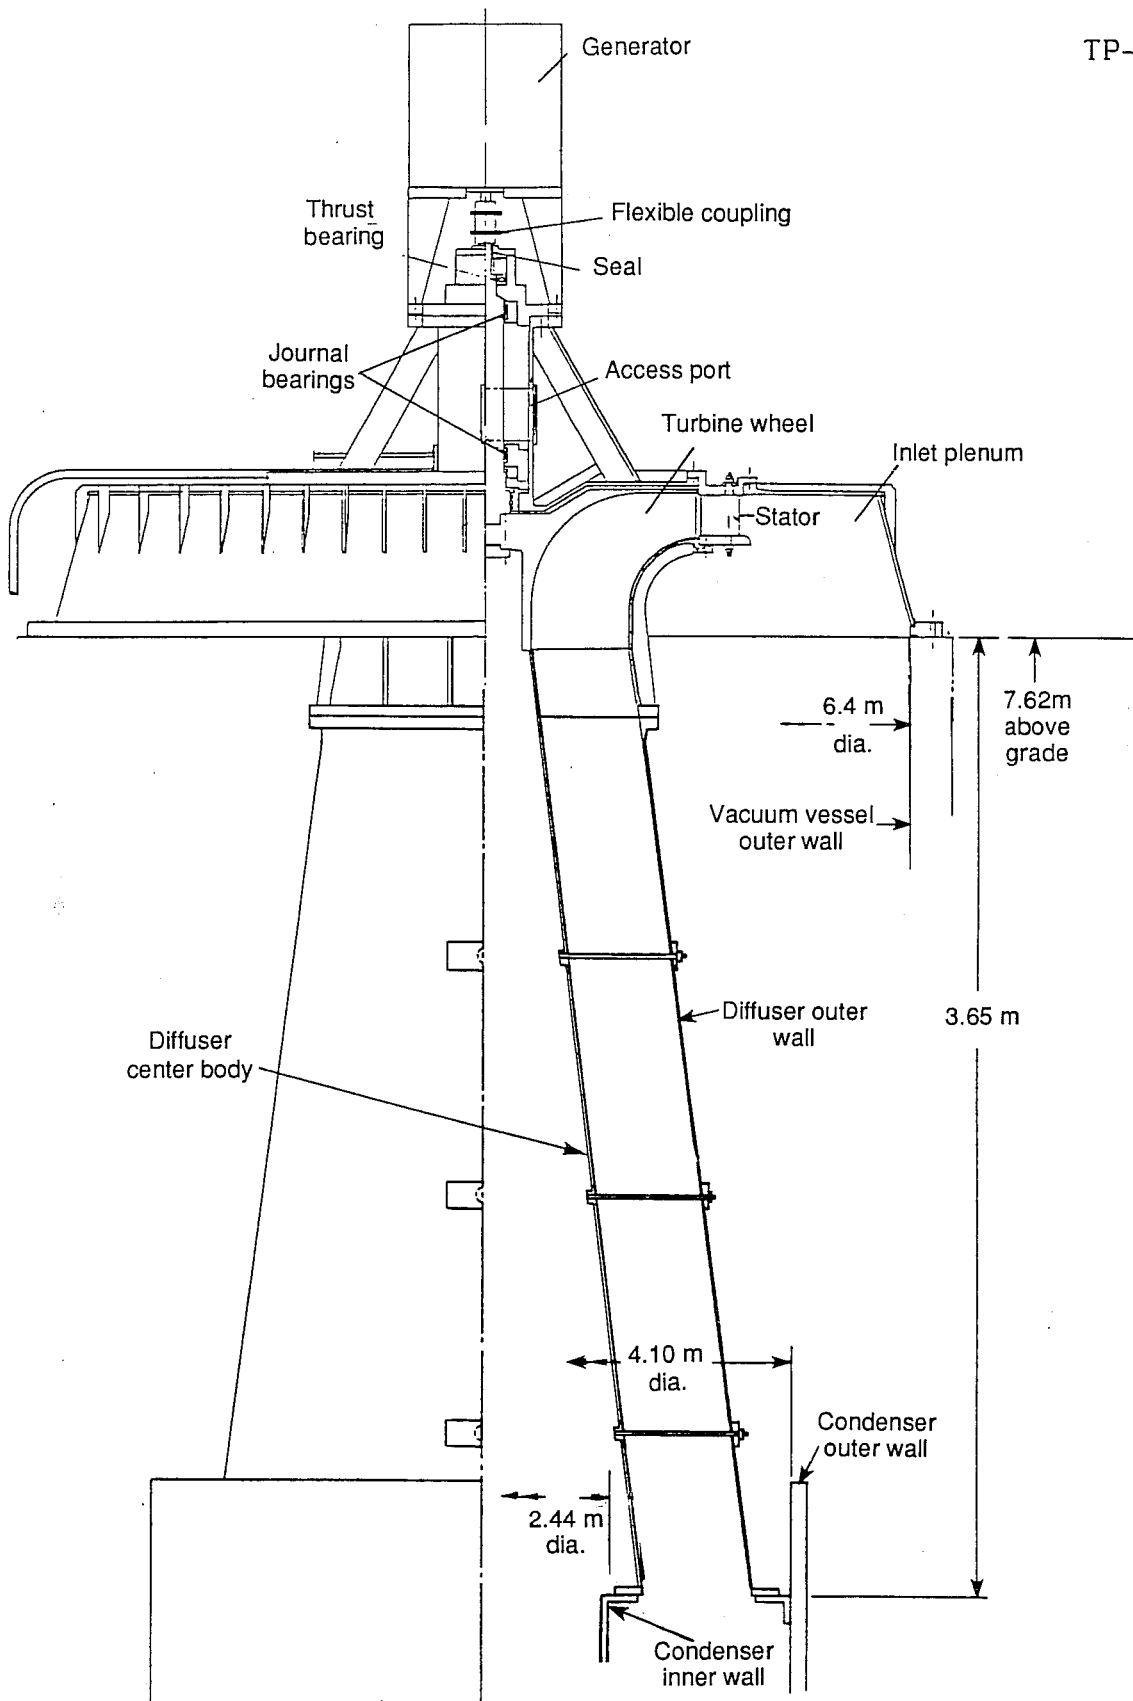 TP-
Generator
Thrust
bearing
Flexible coupling
Seal
Journal
bearings
Access port
Turbine wheel
Inlet plenum
Stator
6.4 m
dia.
7.62m
above
grade
Vacuum vessel
outer wall
3.65 m
Diffuser outer
wall
Diffuser
center body
4.10 m
dia.
Condenser
outer wall
2.44 m
dia.
Condenser
inner wall